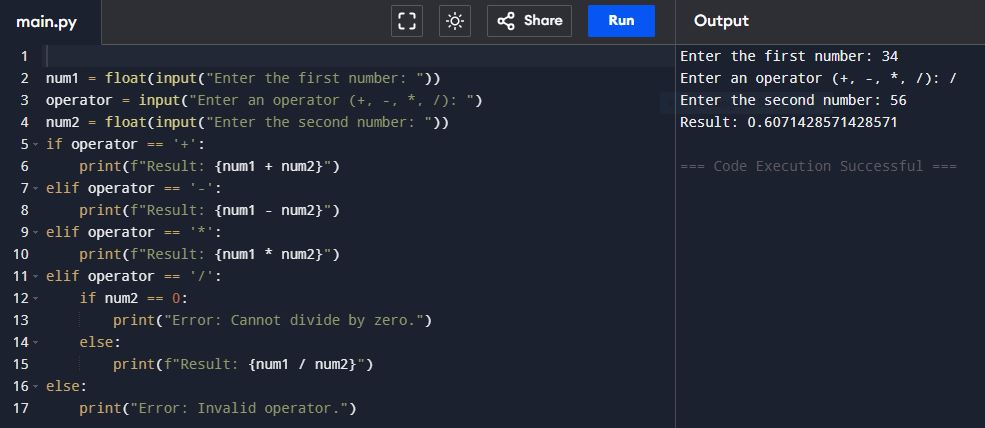 main.py
Share
Run
Output
1
2 num1 = float(input("Enter the first number: "))
3 operator = input("Enter an operator (+, -, *, /): ")
4 num2 = float(input("Enter the second number: "))
5 if operator == '+':
6     print(f"Result: {num1 + num2}")
7 elif operator == '-':
8     print(f"Result: {num1 - num2}")
9 elif operator == '*':
10     print(f"Result: {num1 * num2}")
11 elif operator == '/':
12     if num2 == 0:
13         print("Error: Cannot divide by zero.")
14     else:
15         print(f"Result: {num1 / num2}")
16 else:
17     print("Error: Invalid operator.")
Enter the first number: 34
Enter an operator (+, -, *, /): /
Enter the second number: 56
Result: 0.6071428571428571
=== Code Execution Successful ===